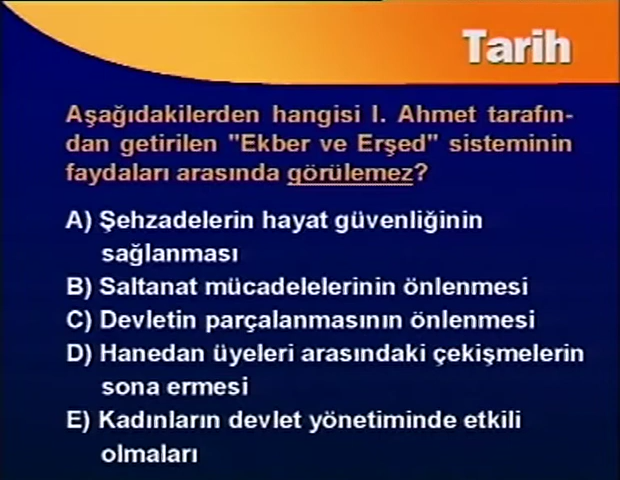 Tarih
Aşağıdakilerden hangisi I. Ahmet tarafın-
dan getirilen "Ekber ve Erşed" sisteminin
faydaları arasında görülemez?
A) Şehzadelerin hayat güvenliğinin
sağlanması
B) Saltanat mücadelelerinin önlenmesi
C) Devletin parçalanmasının önlenmesi
D) Hanedan üyeleri arasındaki çekişmelerin
sona ermesi
E) Kadınların devlet yönetiminde etkili
olmaları